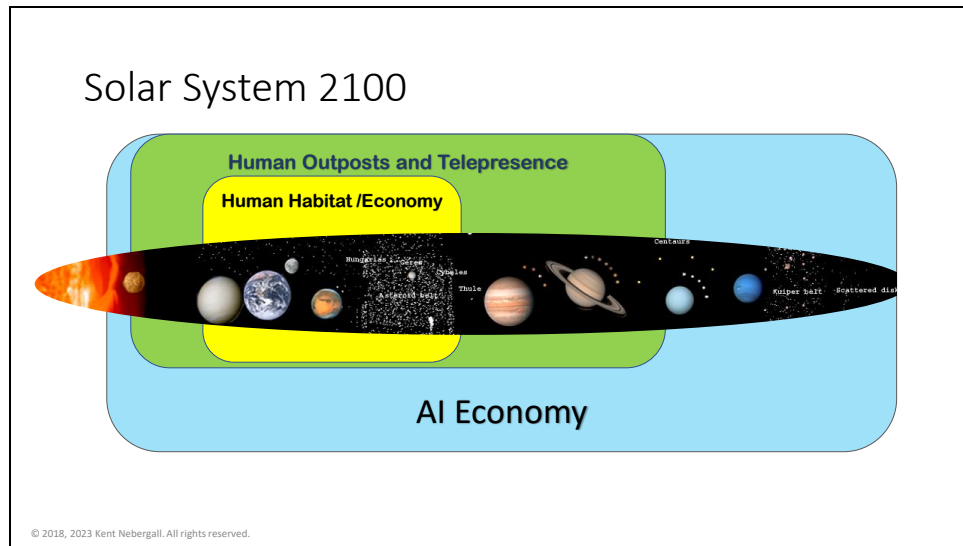 Solar System 2100
Human Outposts and Telepresence
Human Habitat /Economy
Centaurs
Hungarias
Ceres
Cybeles
Thule
Asteroid belt
Kuiper belt
Scattered disk
AI Economy
© 2018, 2023 Kent Nebergall. All rights reserved.